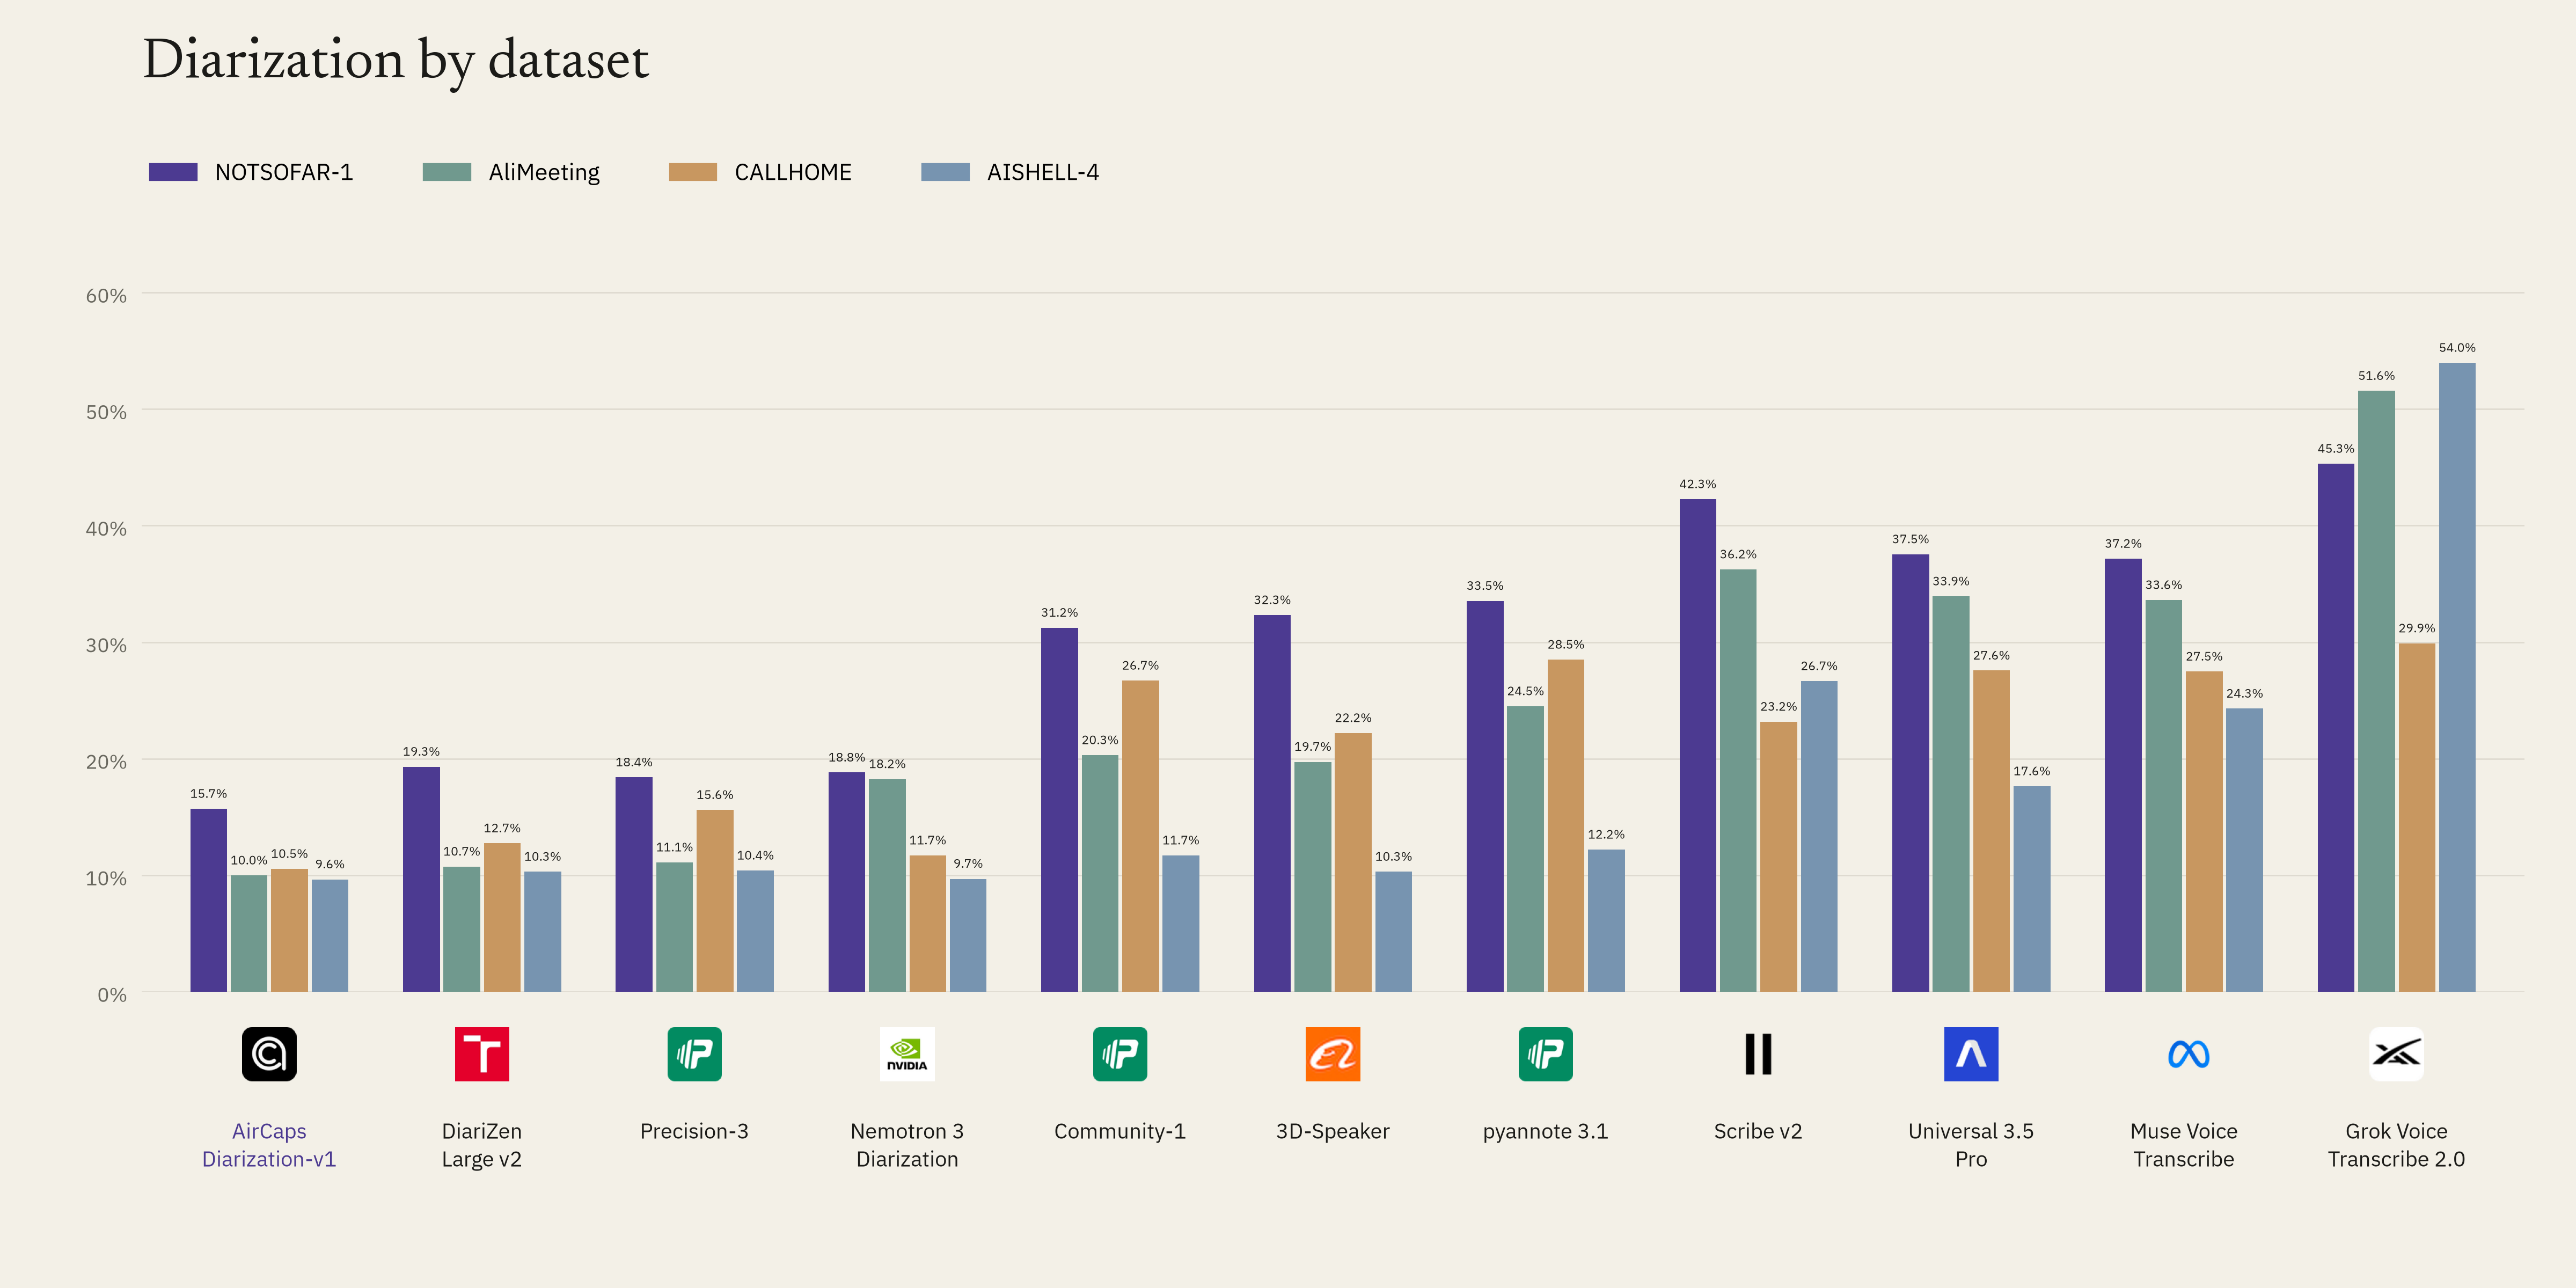 Diarization by dataset
NOTSOFAR-1 AliMeeting CALLHOME AISHELL-4
60%
50%
40%
30%
20%
10%
0%
15.7% 10.0% 10.5% 9.6%
19.3% 10.7% 12.7% 10.3%
18.4% 11.1% 15.6% 10.4%
18.8% 18.2% 11.7% 9.7%
31.2% 20.3% 26.7% 11.7%
32.3% 19.7% 22.2% 10.3%
33.5% 24.5% 28.5% 12.2%
42.3% 36.2% 23.2% 26.7%
37.5% 33.9% 27.6% 17.6%
37.2% 33.6% 27.5% 24.3%
45.3% 51.6% 29.9% 54.0%
NVIDIA
AirCaps
Diarization-v1
DiariZen
Large v2
Precision-3
Nemotron 3
Diarization
Community-1
3D-Speaker
pyannote 3.1
Scribe v2
Universal 3.5
Pro
Muse Voice
Transcribe
Grok Voice
Transcribe 2.0